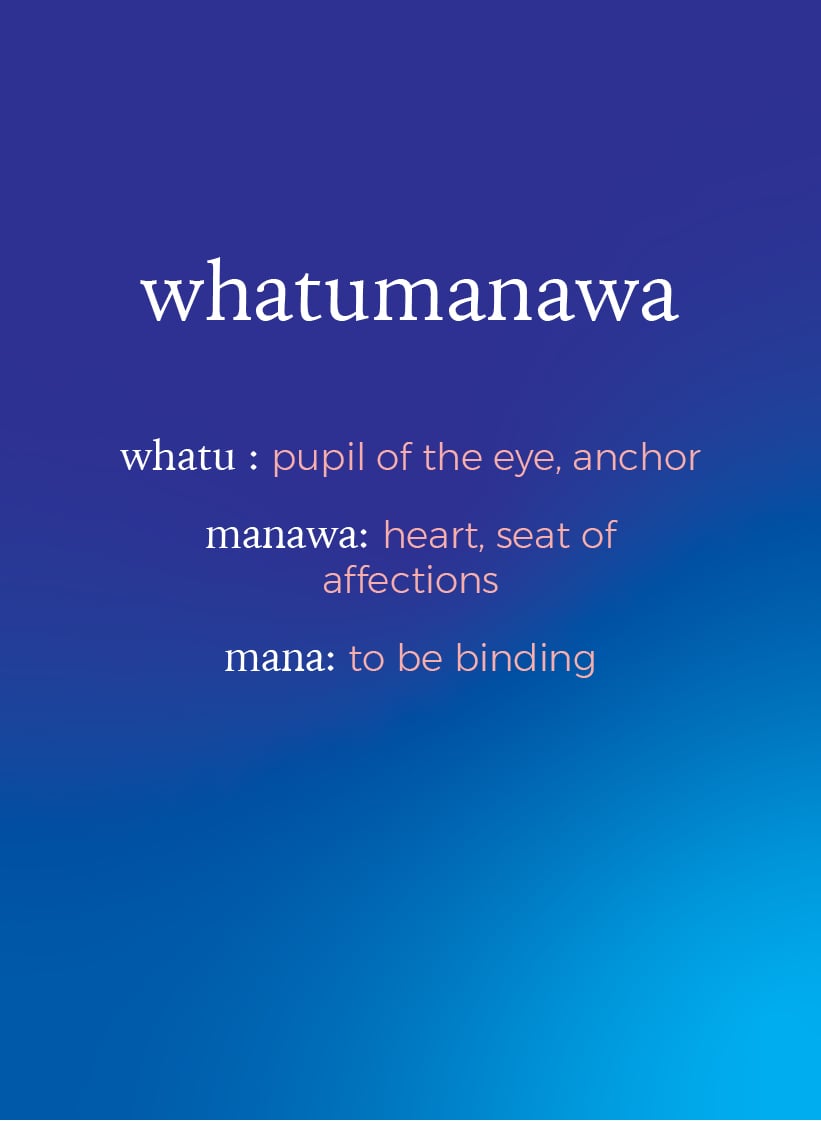 whatumanawa
whatu : pupil of the eye, anchor
manawa: heart, seat of
affections
mana: to be binding